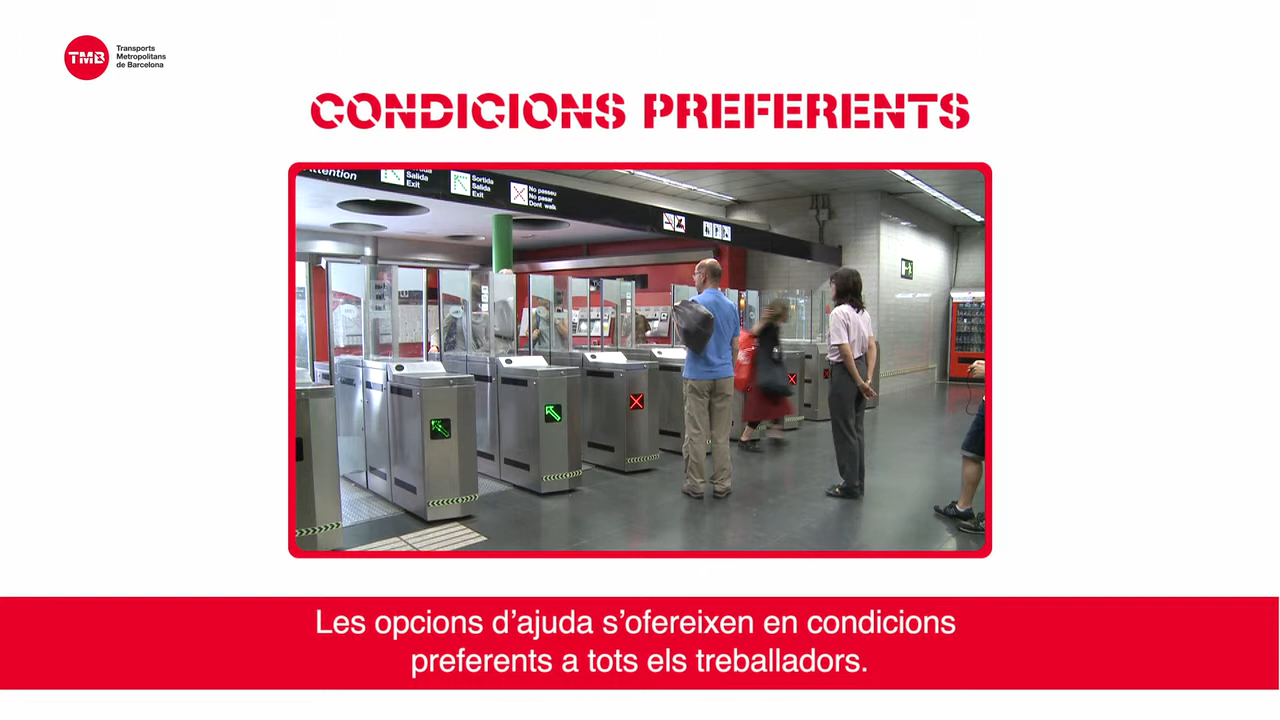 TMB
Transports
Metropolitans
de Barcelona
CONDICIONS PREFERENTS
Attention
Sortida
Salida
Exit
Sortida
Salida
Exit
No passeu
No pasar
Dont walk
Les opcions d'ajuda s'ofereixen en condicions
preferents a tots els treballadors.